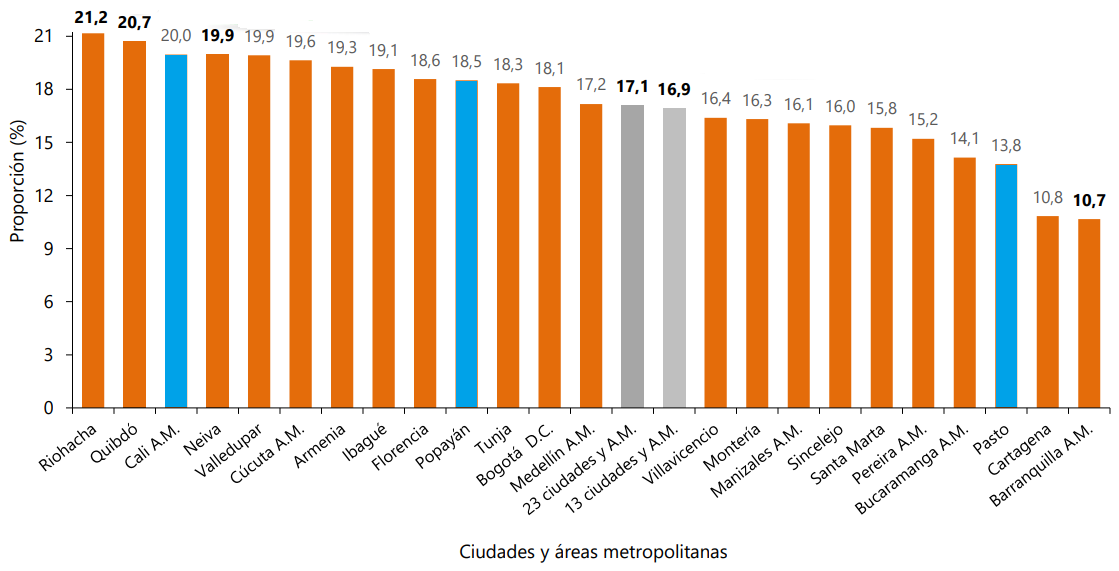 21,2
20,7
20,0
19,9
19,9
19,6
19,3
19,1
18,6
18,5
18,3
18,1
17,2
17,1
16,9
16,4
16,3
16,1
16,0
15,8
15,2
14,1
13,8
10,8
10,7
Proporción (%)
21
18
15
12
9
6
3
0
Riohacha
Quibdó
Cali A.M.
Neiva
Valledupar
Cúcuta A.M.
Armenia
Ibagué
Florencia
Popayán
Tunja
Bogotá D.C.
Medellín A.M.
23 ciudades y A.M.
13 ciudades y A.M.
Villavicencio
Montería
Manizales A.M.
Sincelejo
Santa Marta
Pereira A.M.
Bucaramanga A.M.
Pasto
Cartagena
Barranquilla A.M.
Ciudades y áreas metropolitanas